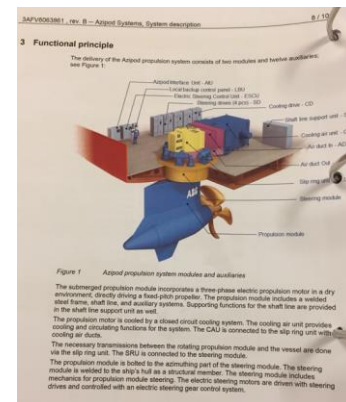 3AFV6063861 , rev. B – Azipod Systems, System description
8 / 10
3 Functional principle
The delivery of the Azipod propulsion system consists of two modules and twelve auxiliaries;
see Figure 1:
Azipod Interface Unit - AIU
Local backup control panel - LBU
Electric Steering Control Unit - ESCU
Steering drives (4 pcs) - SD
Cooling drive - CD
Shaft line support unit -
Cooling air unit -
Air duct In -
Air duct Out
Slip ring unit
Steering module
Propulsion module
ABB
Figure 1 Azipod propulsion system modules and auxiliaries
The submerged propulsion module incorporates a three-phase electric propulsion motor in a dry
environment, directly driving a fixed-pitch propeller. The propulsion module includes a welded
steel frame, shaft line, and auxiliary systems. Supporting functions for the shaft line are provided
in the shaft line support unit as well.
The propulsion motor is cooled by a closed circuit cooling system. The cooling air unit provides
cooling and circulating functions for the system. The CAU is connected to the slip ring unit with
cooling air ducts.
The necessary transmissions between the rotating propulsion module and the vessel are done
via the slip ring unit. The SRU is connected to the steering module.
The propulsion module is bolted to the azimuthing part of the steering module. The steering
module is welded to the ship's hull as a structural member. The steering module includes
mechanics for propulsion module steering. The electric steering motors are driven with steering
drives and controlled with an electric steering gear control system.